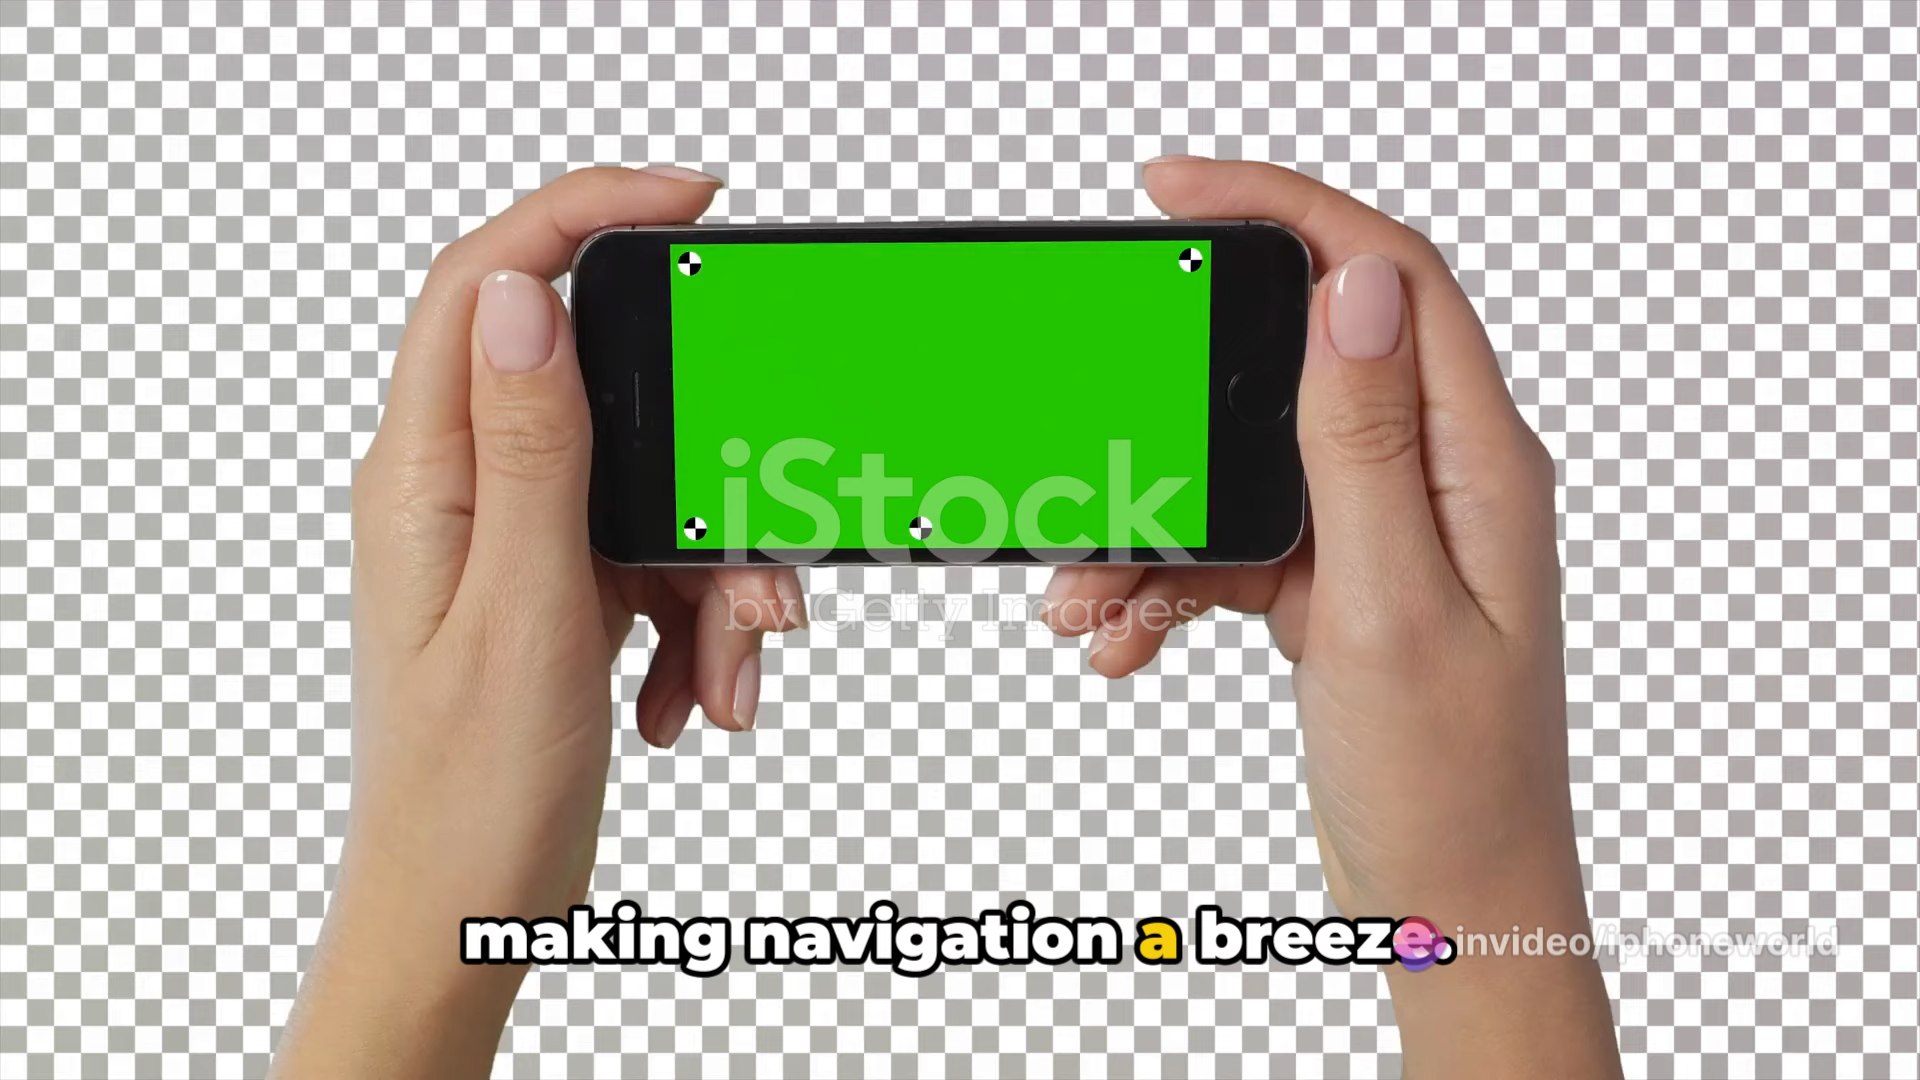 iStock
by Getty Images
making navigation a breeze.
invideo/iphoneworld